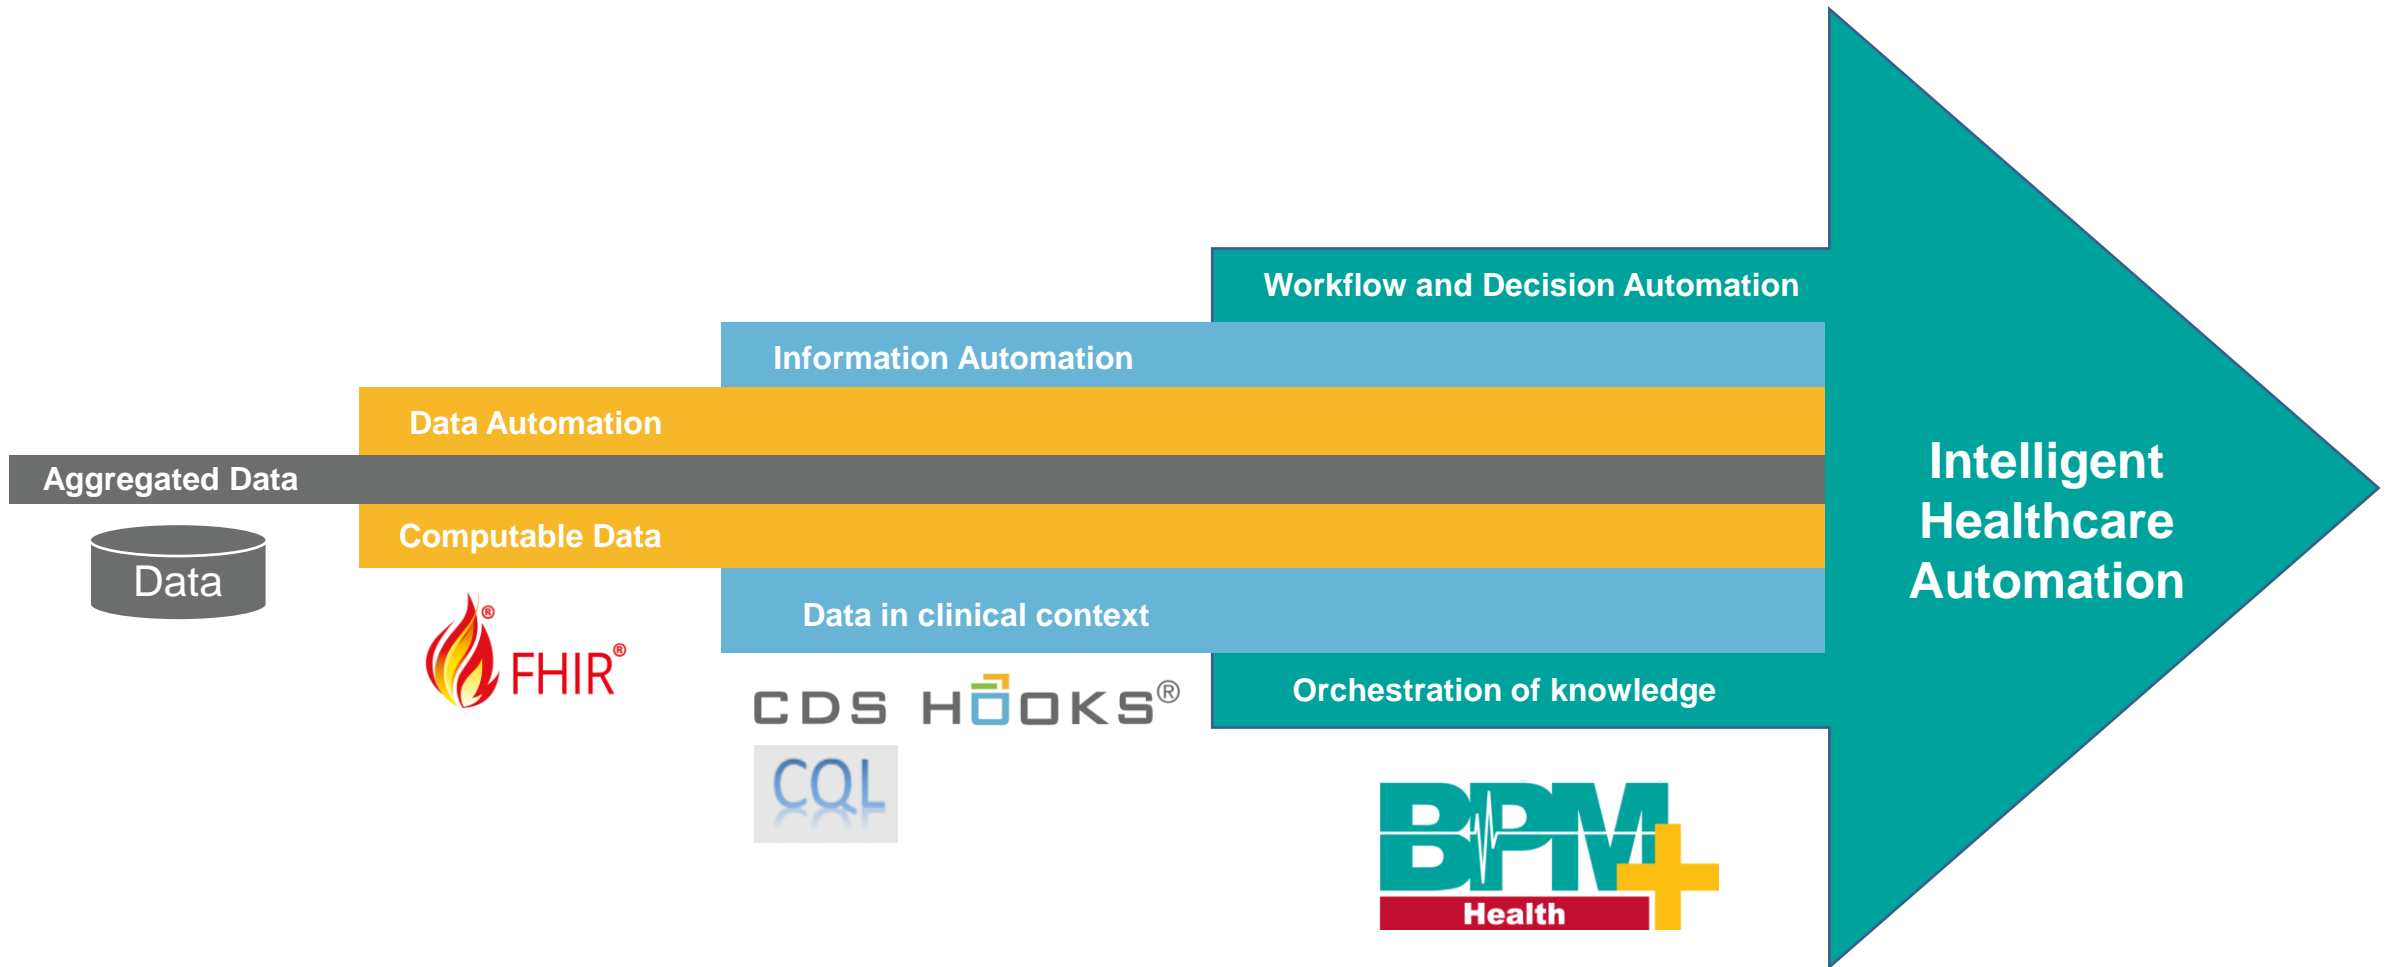 Workflow and Decision Automation
Information Automation
Data Automation
Aggregated Data
Computable Data
Data
Data in clinical context
Orchestration of knowledge
Intelligent
Healthcare
Automation
®
FHIR®
CDS HOOKS®
CQL
BPM+
Health